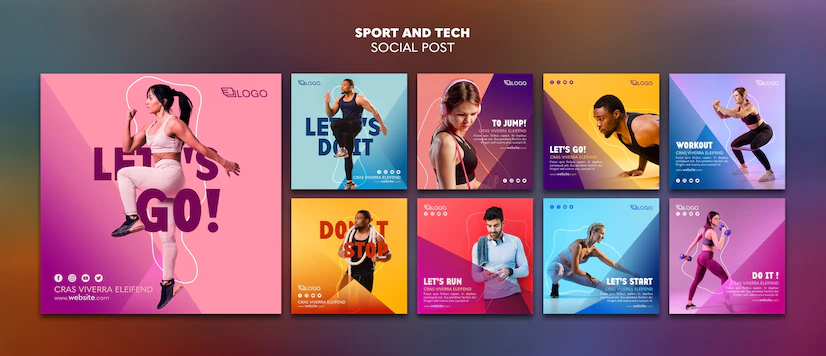 SPORT AND TECH
SOCIAL POST
LOGO
LET'S
GO!
CRAS VIVERRA ELEIFEND
www.website.com
LOGO
LET'S
DO IT
CRAS VIVERRA ELEIFEND
www.website.com
LOGO
TO JUMP!
CRAS VIVERRA ELEIFEND
www.website.com
LOGO
LET'S GO!
CRAS VIVERRA ELEIFEND
www.website.com
LOGO
WORKOUT
CRAS VIVERRA ELEIFEND
www.website.com
LOGO
DON'T
STOP
CRAS VIVERRA ELEIFEND
www.website.com
LOGO
LET'S RUN
CRAS VIVERRA ELEIFEND
www.website.com
LOGO
LET'S START
CRAS VIVERRA ELEIFEND
www.website.com
LOGO
DO IT !
CRAS VIVERRA ELEIFEND
www.website.com